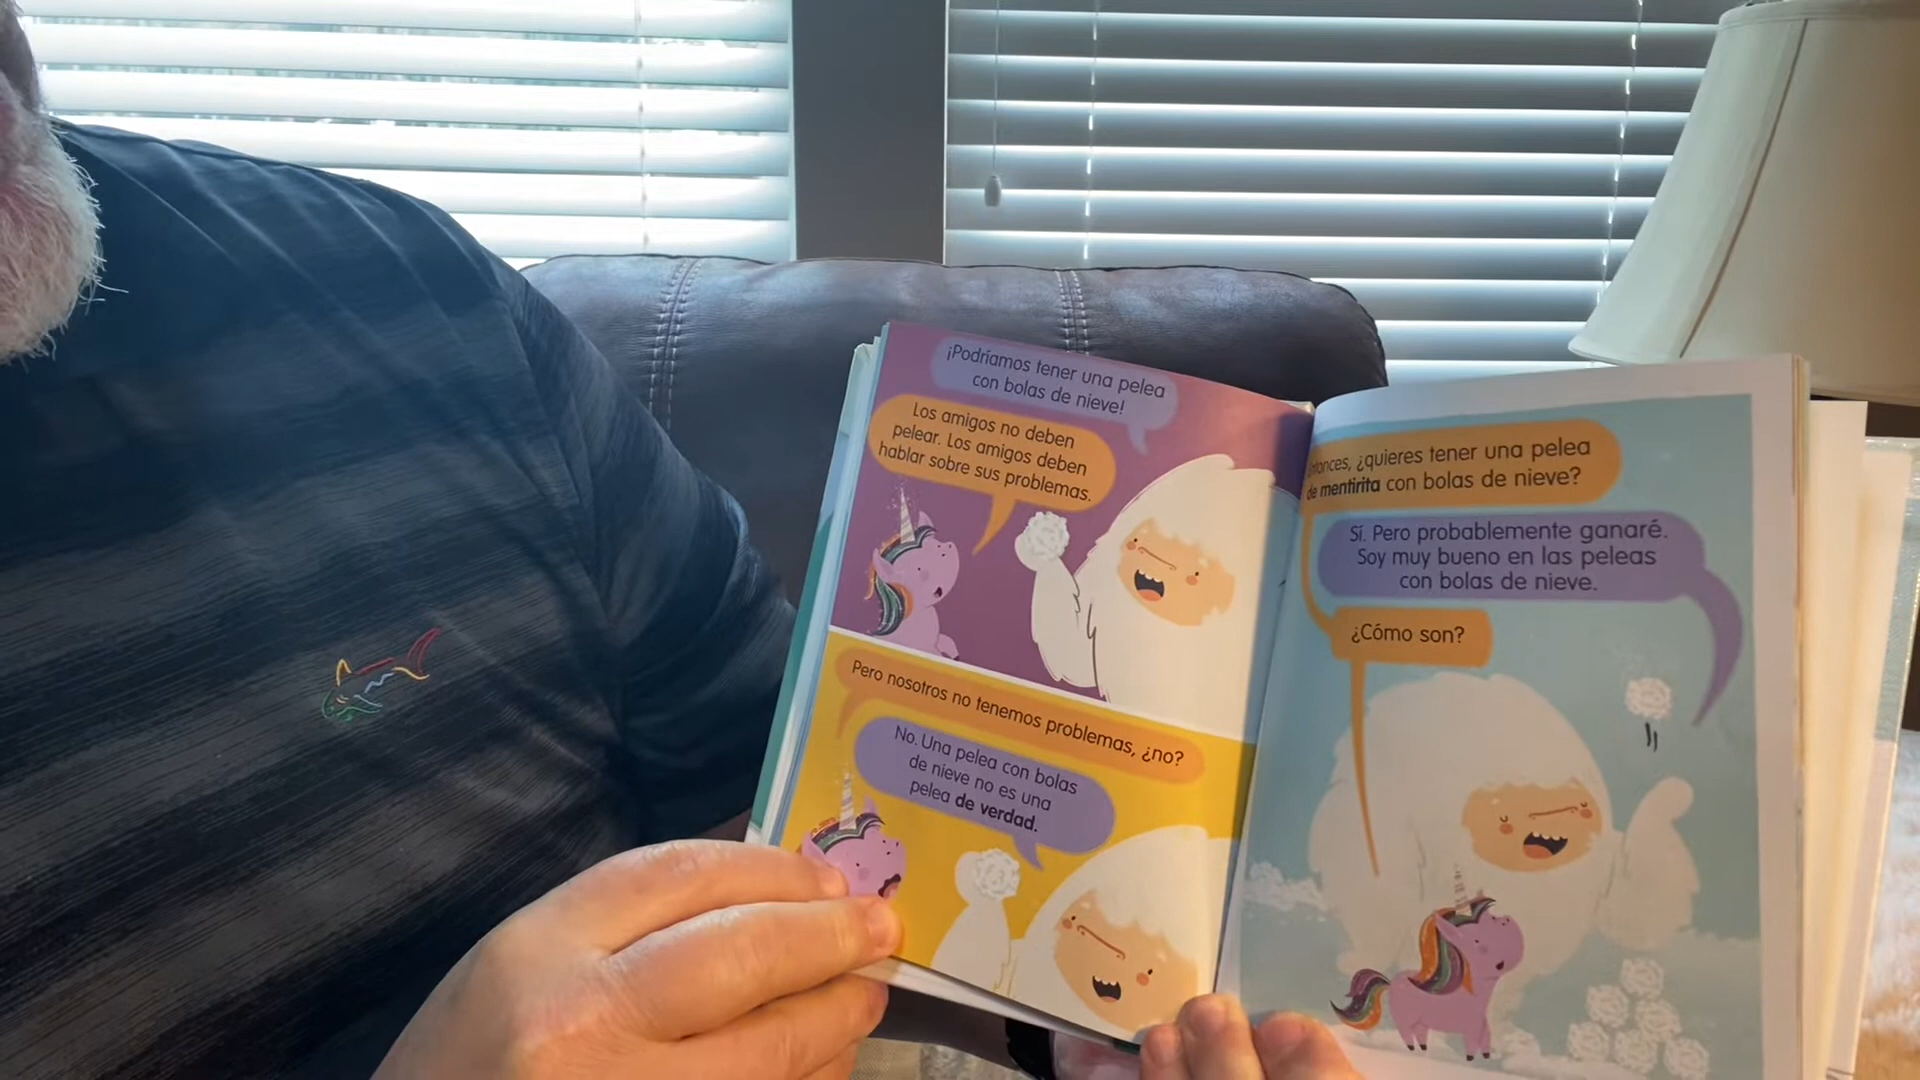 ¡Podríamos tener una pelea
con bolas de nieve!
Los amigos no deben
pelear. Los amigos deben
hablar sobre sus problemas.
Pero nosotros no tenemos problemas, ¿no?
No. Una pelea con bolas
de nieve no es una
pelea de verdad.
Entonces, ¿quieres tener una pelea
de mentirita con bolas de nieve?
Sí. Pero probablemente ganaré.
Soy muy bueno en las peleas
con bolas de nieve.
¿Cómo son?